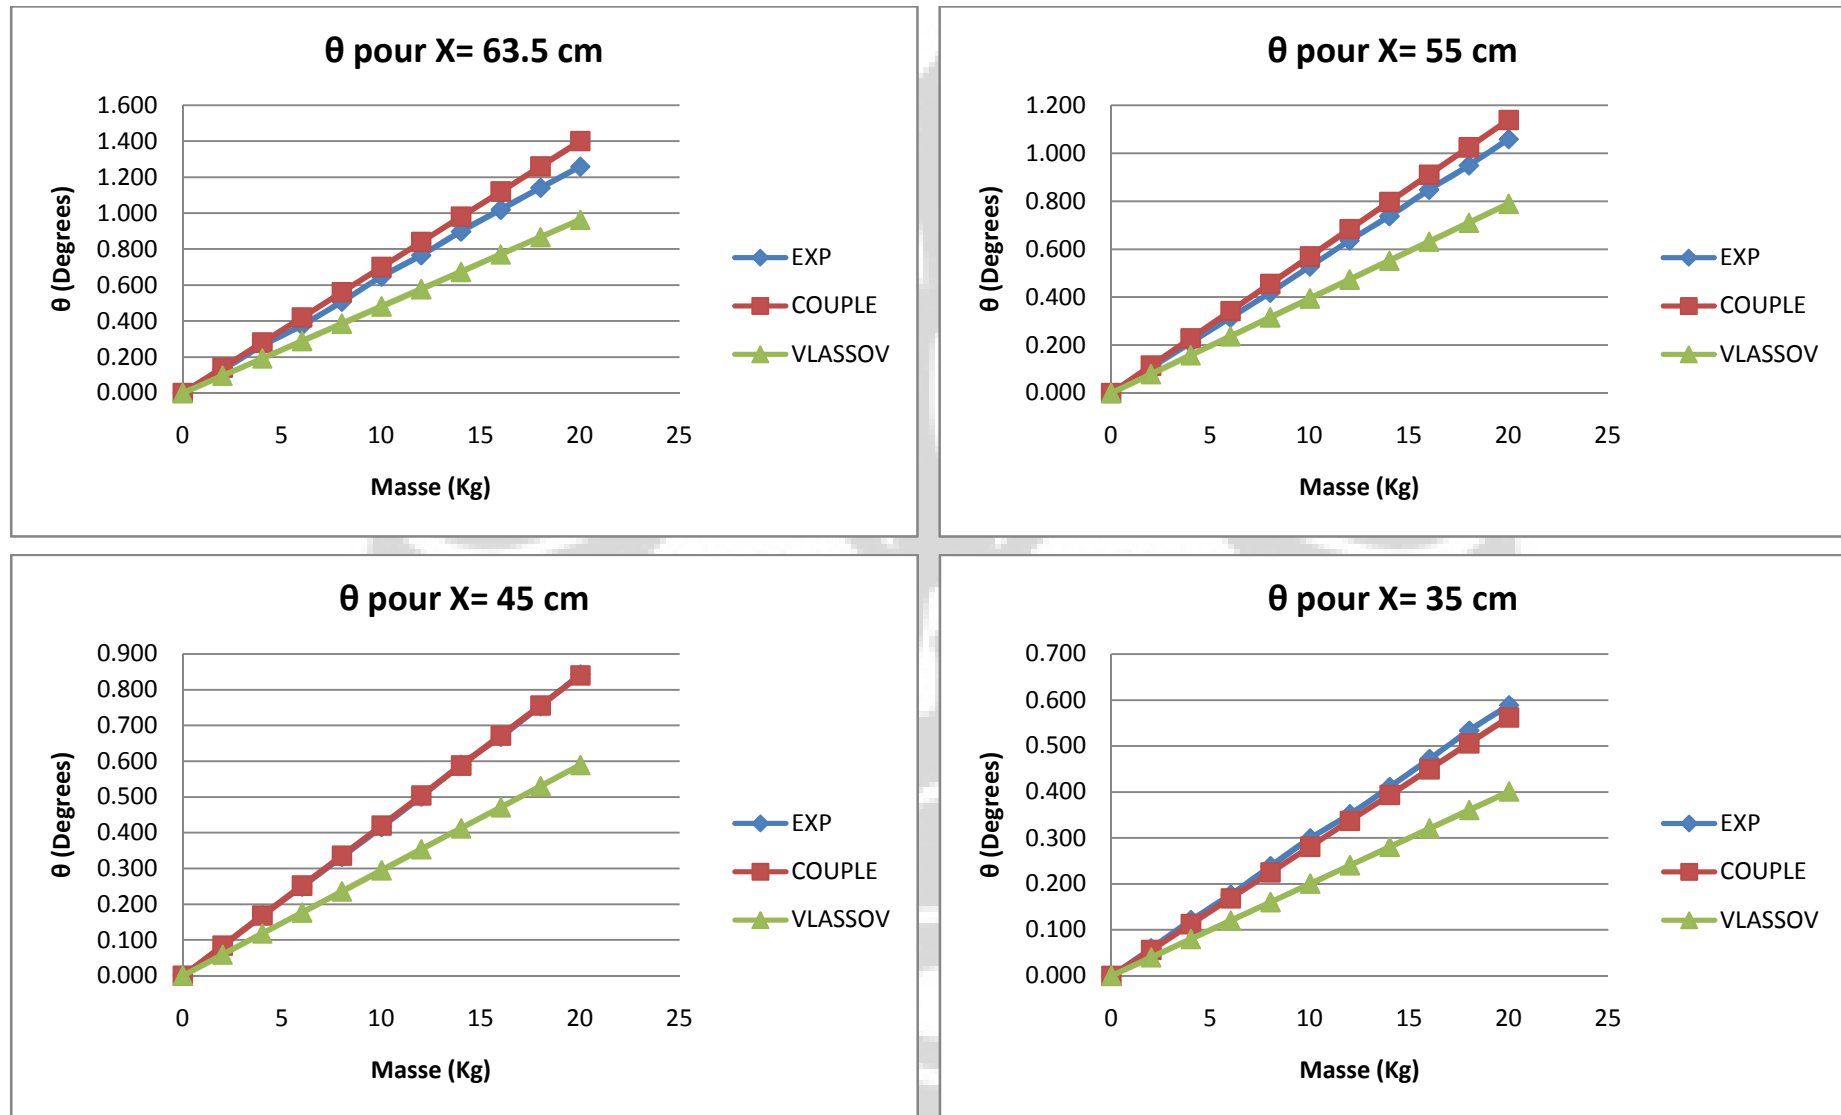 θ pour X= 63.5 cm
1.600
1.400
1.200
1.000
0.800
0.600
0.400
0.200
0.000
θ (Degrees)
0 5 10 15 20 25
Masse (Kg)
EXP
COUPLE
VLASSOV
θ pour X= 55 cm
1.200
1.000
0.800
0.600
0.400
0.200
0.000
θ (Degrees)
0 5 10 15 20 25
Masse (Kg)
EXP
COUPLE
VLASSOV
θ pour X= 45 cm
0.900
0.800
0.700
0.600
0.500
0.400
0.300
0.200
0.100
0.000
θ (Degrees)
0 5 10 15 20 25
Masse (Kg)
EXP
COUPLE
VLASSOV
θ pour X= 35 cm
0.700
0.600
0.500
0.400
0.300
0.200
0.100
0.000
θ (Degrees)
0 5 10 15 20 25
Masse (Kg)
EXP
COUPLE
VLASSOV